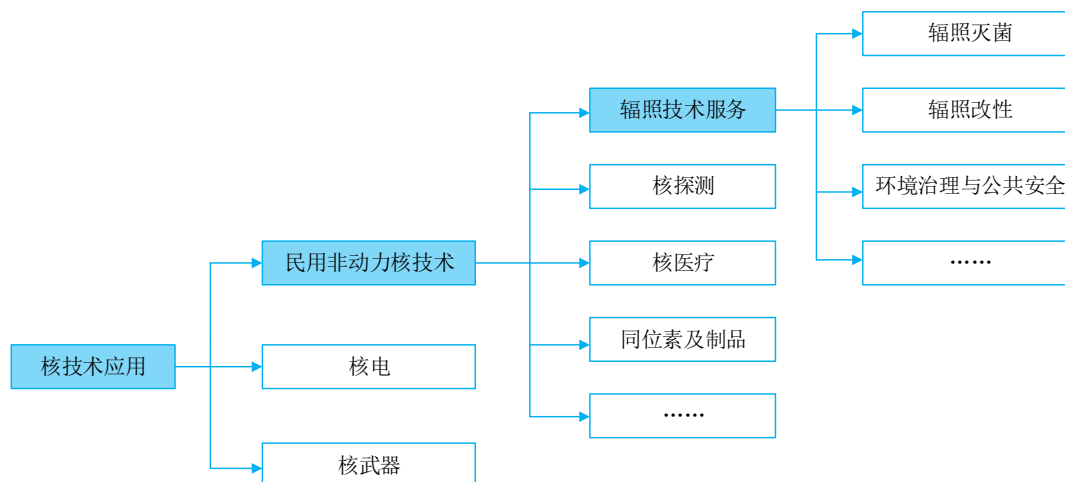 核技术应用
民用非动力核技术
核电
核武器
辐照技术服务
核探测
核医疗
同位素及制品
……
辐照灭菌
辐照改性
环境治理与公共安全
……